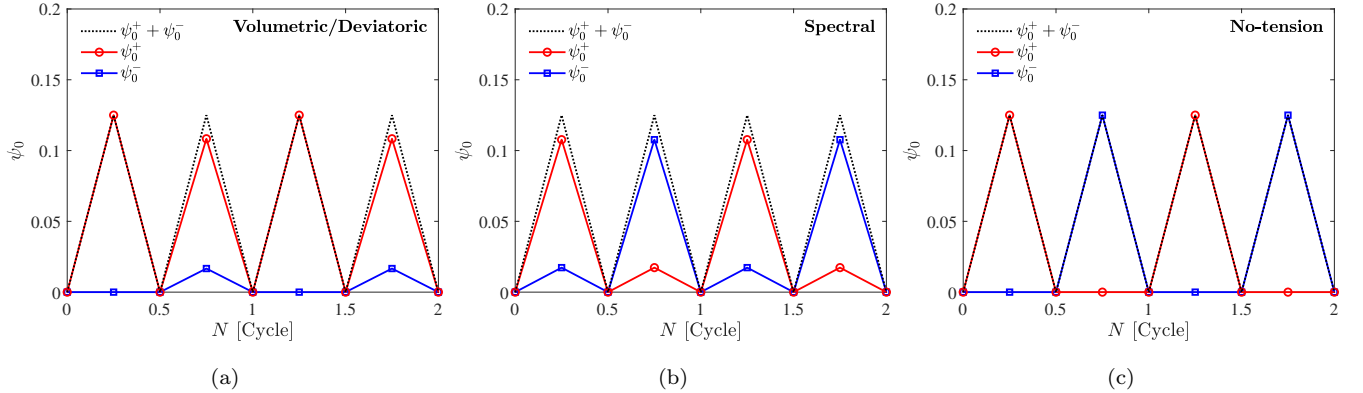 Volumetric/Deviatoric
ψ₀⁺ + ψ₀⁻
ψ₀⁺
ψ₀⁻
0.2
0.15
0.1
0.05
0
ψ₀
0 0.5 1 1.5 2
N [Cycle]
(a)
Spectral
ψ₀⁺ + ψ₀⁻
ψ₀⁺
ψ₀⁻
0.2
0.15
0.1
0.05
0
ψ₀
0 0.5 1 1.5 2
N [Cycle]
(b)
No-tension
ψ₀⁺ + ψ₀⁻
ψ₀⁺
ψ₀⁻
0.2
0.15
0.1
0.05
0
ψ₀
0 0.5 1 1.5 2
N [Cycle]
(c)